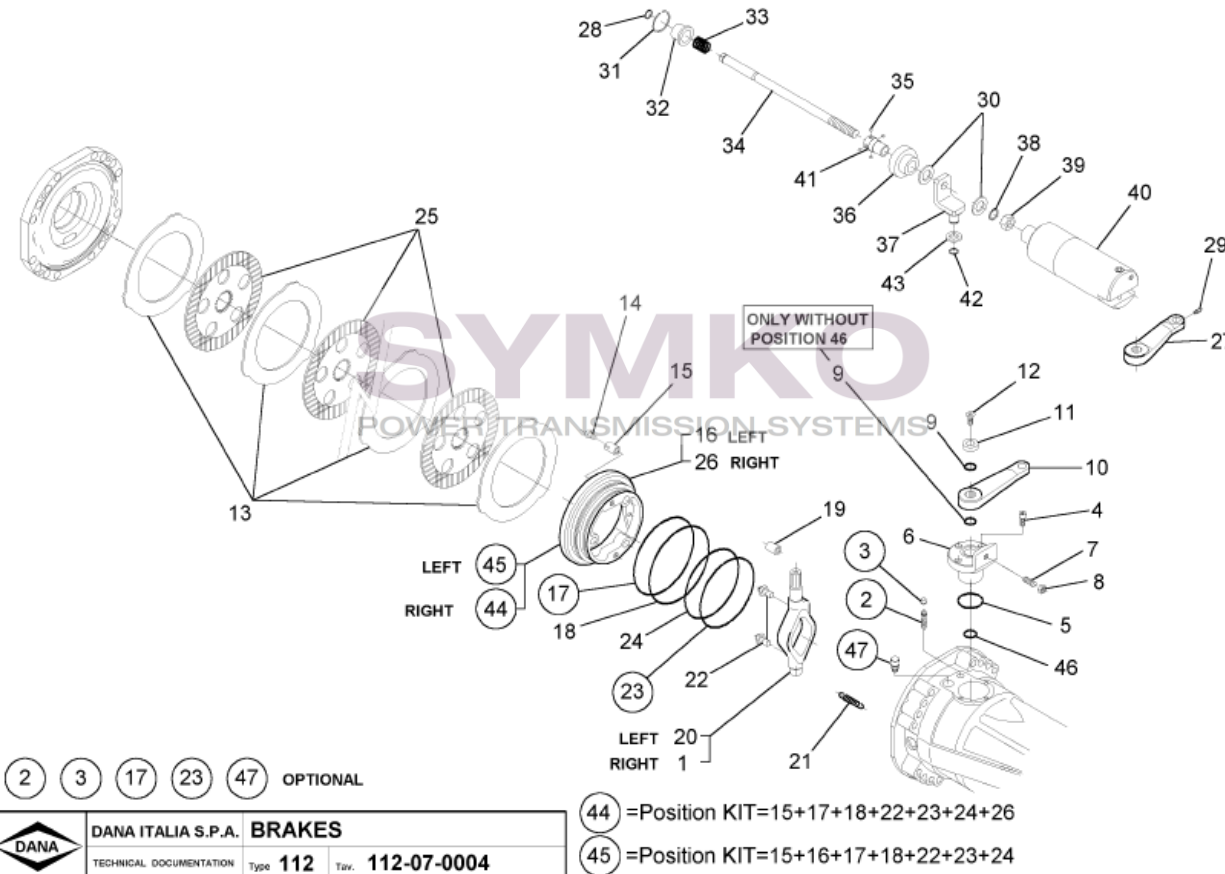 28
33
31
32
35
34
30
41
38
36
39
40
37
43
42
29
27
25
14
ONLY WITHOUT
POSITION 46
SYMKO
POWER TRANSMISSION SYSTEMS
15
9
12
9
11
16 LEFT
26 RIGHT
10
13
19
4
6
3
7
8
LEFT 45
RIGHT 44
17
2
5
18
24
47
46
22
23
LEFT 20
RIGHT 1
21
2 3 17 23 47 OPTIONAL
DANA
DANA ITALIA S.P.A. BRAKES
TECHNICAL DOCUMENTATION Type 112 Tav. 112-07-0004
44 =Position KIT=15+17+18+22+23+24+26
45 =Position KIT=15+16+17+18+22+23+24